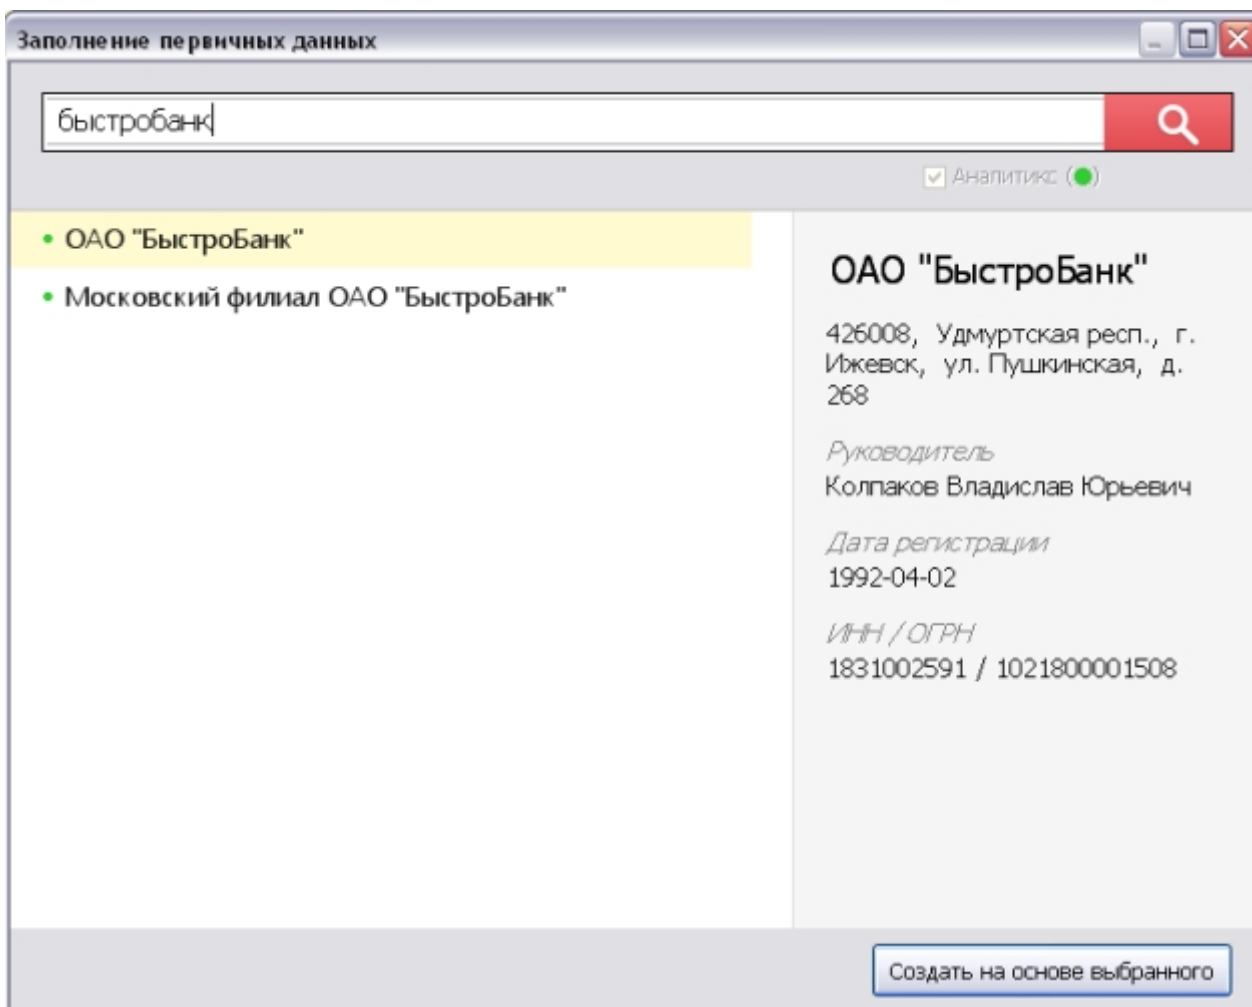 Заполнение первичных данных
быстробанк
Аналитикс (●)
• ОАО "БыстроБанк"
• Московский филиал ОАО "БыстроБанк"
ОАО "БыстроБанк"
426008, Удмуртская респ., г.
Ижевск, ул. Пушкинская, д.
268
Руководитель
Колпаков Владислав Юрьевич
Дата регистрации
1992-04-02
ИНН / ОГРН
1831002591 / 1021800001508
Создать на основе выбранного